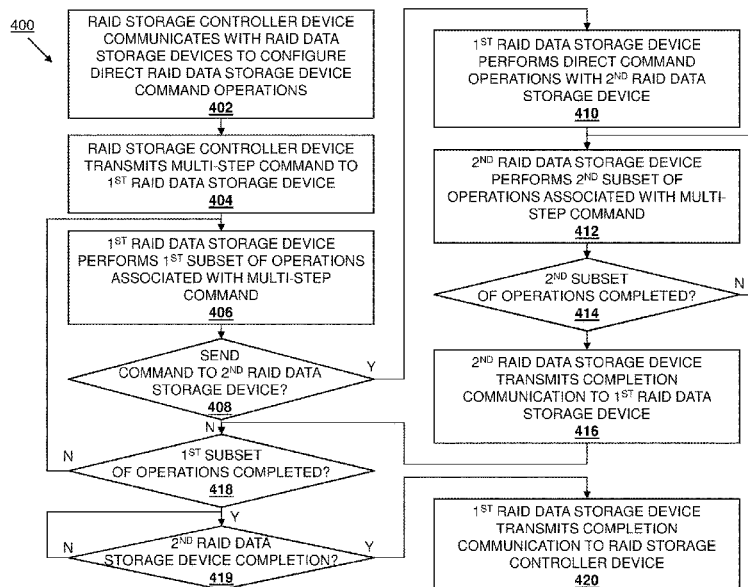 400
RAID STORAGE CONTROLLER DEVICE
COMMUNICATES WITH RAID DATA
STORAGE DEVICES TO CONFIGURE
DIRECT RAID DATA STORAGE DEVICE
COMMAND OPERATIONS
402
RAID STORAGE CONTROLLER DEVICE
TRANSMITS MULTI-STEP COMMAND TO
1ST RAID DATA STORAGE DEVICE
404
1ST RAID DATA STORAGE DEVICE
PERFORMS 1ST SUBSET OF OPERATIONS
ASSOCIATED WITH MULTI-STEP
COMMAND
406
SEND
COMMAND TO 2ND RAID DATA
STORAGE DEVICE?
408
Y
N
1ST SUBSET
OF OPERATIONS COMPLETED?
418
N
Y
2ND RAID DATA
STORAGE DEVICE COMPLETION?
419
N
Y
1ST RAID DATA STORAGE DEVICE
PERFORMS DIRECT COMMAND
OPERATIONS WITH 2ND RAID DATA
STORAGE DEVICE
410
2ND RAID DATA STORAGE DEVICE
PERFORMS 2ND SUBSET OF
OPERATIONS ASSOCIATED WITH MULTI-
STEP COMMAND
412
2ND SUBSET
OF OPERATIONS COMPLETED?
414
N
Y
2ND RAID DATA STORAGE DEVICE
TRANSMITS COMPLETION
COMMUNICATION TO 1ST RAID DATA
STORAGE DEVICE
416
1ST RAID DATA STORAGE DEVICE
TRANSMITS COMPLETION
COMMUNICATION TO RAID STORAGE
CONTROLLER DEVICE
420